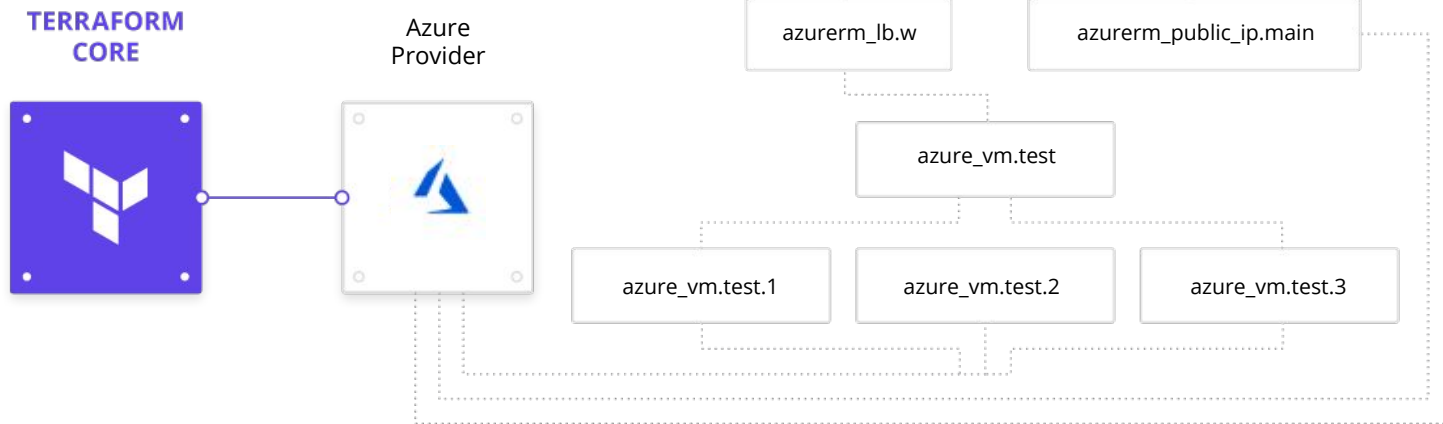 TERRAFORM
CORE
Azure
Provider
azurerm_lb.w
azurerm_public_ip.main
azure_vm.test
azure_vm.test.1
azure_vm.test.2
azure_vm.test.3